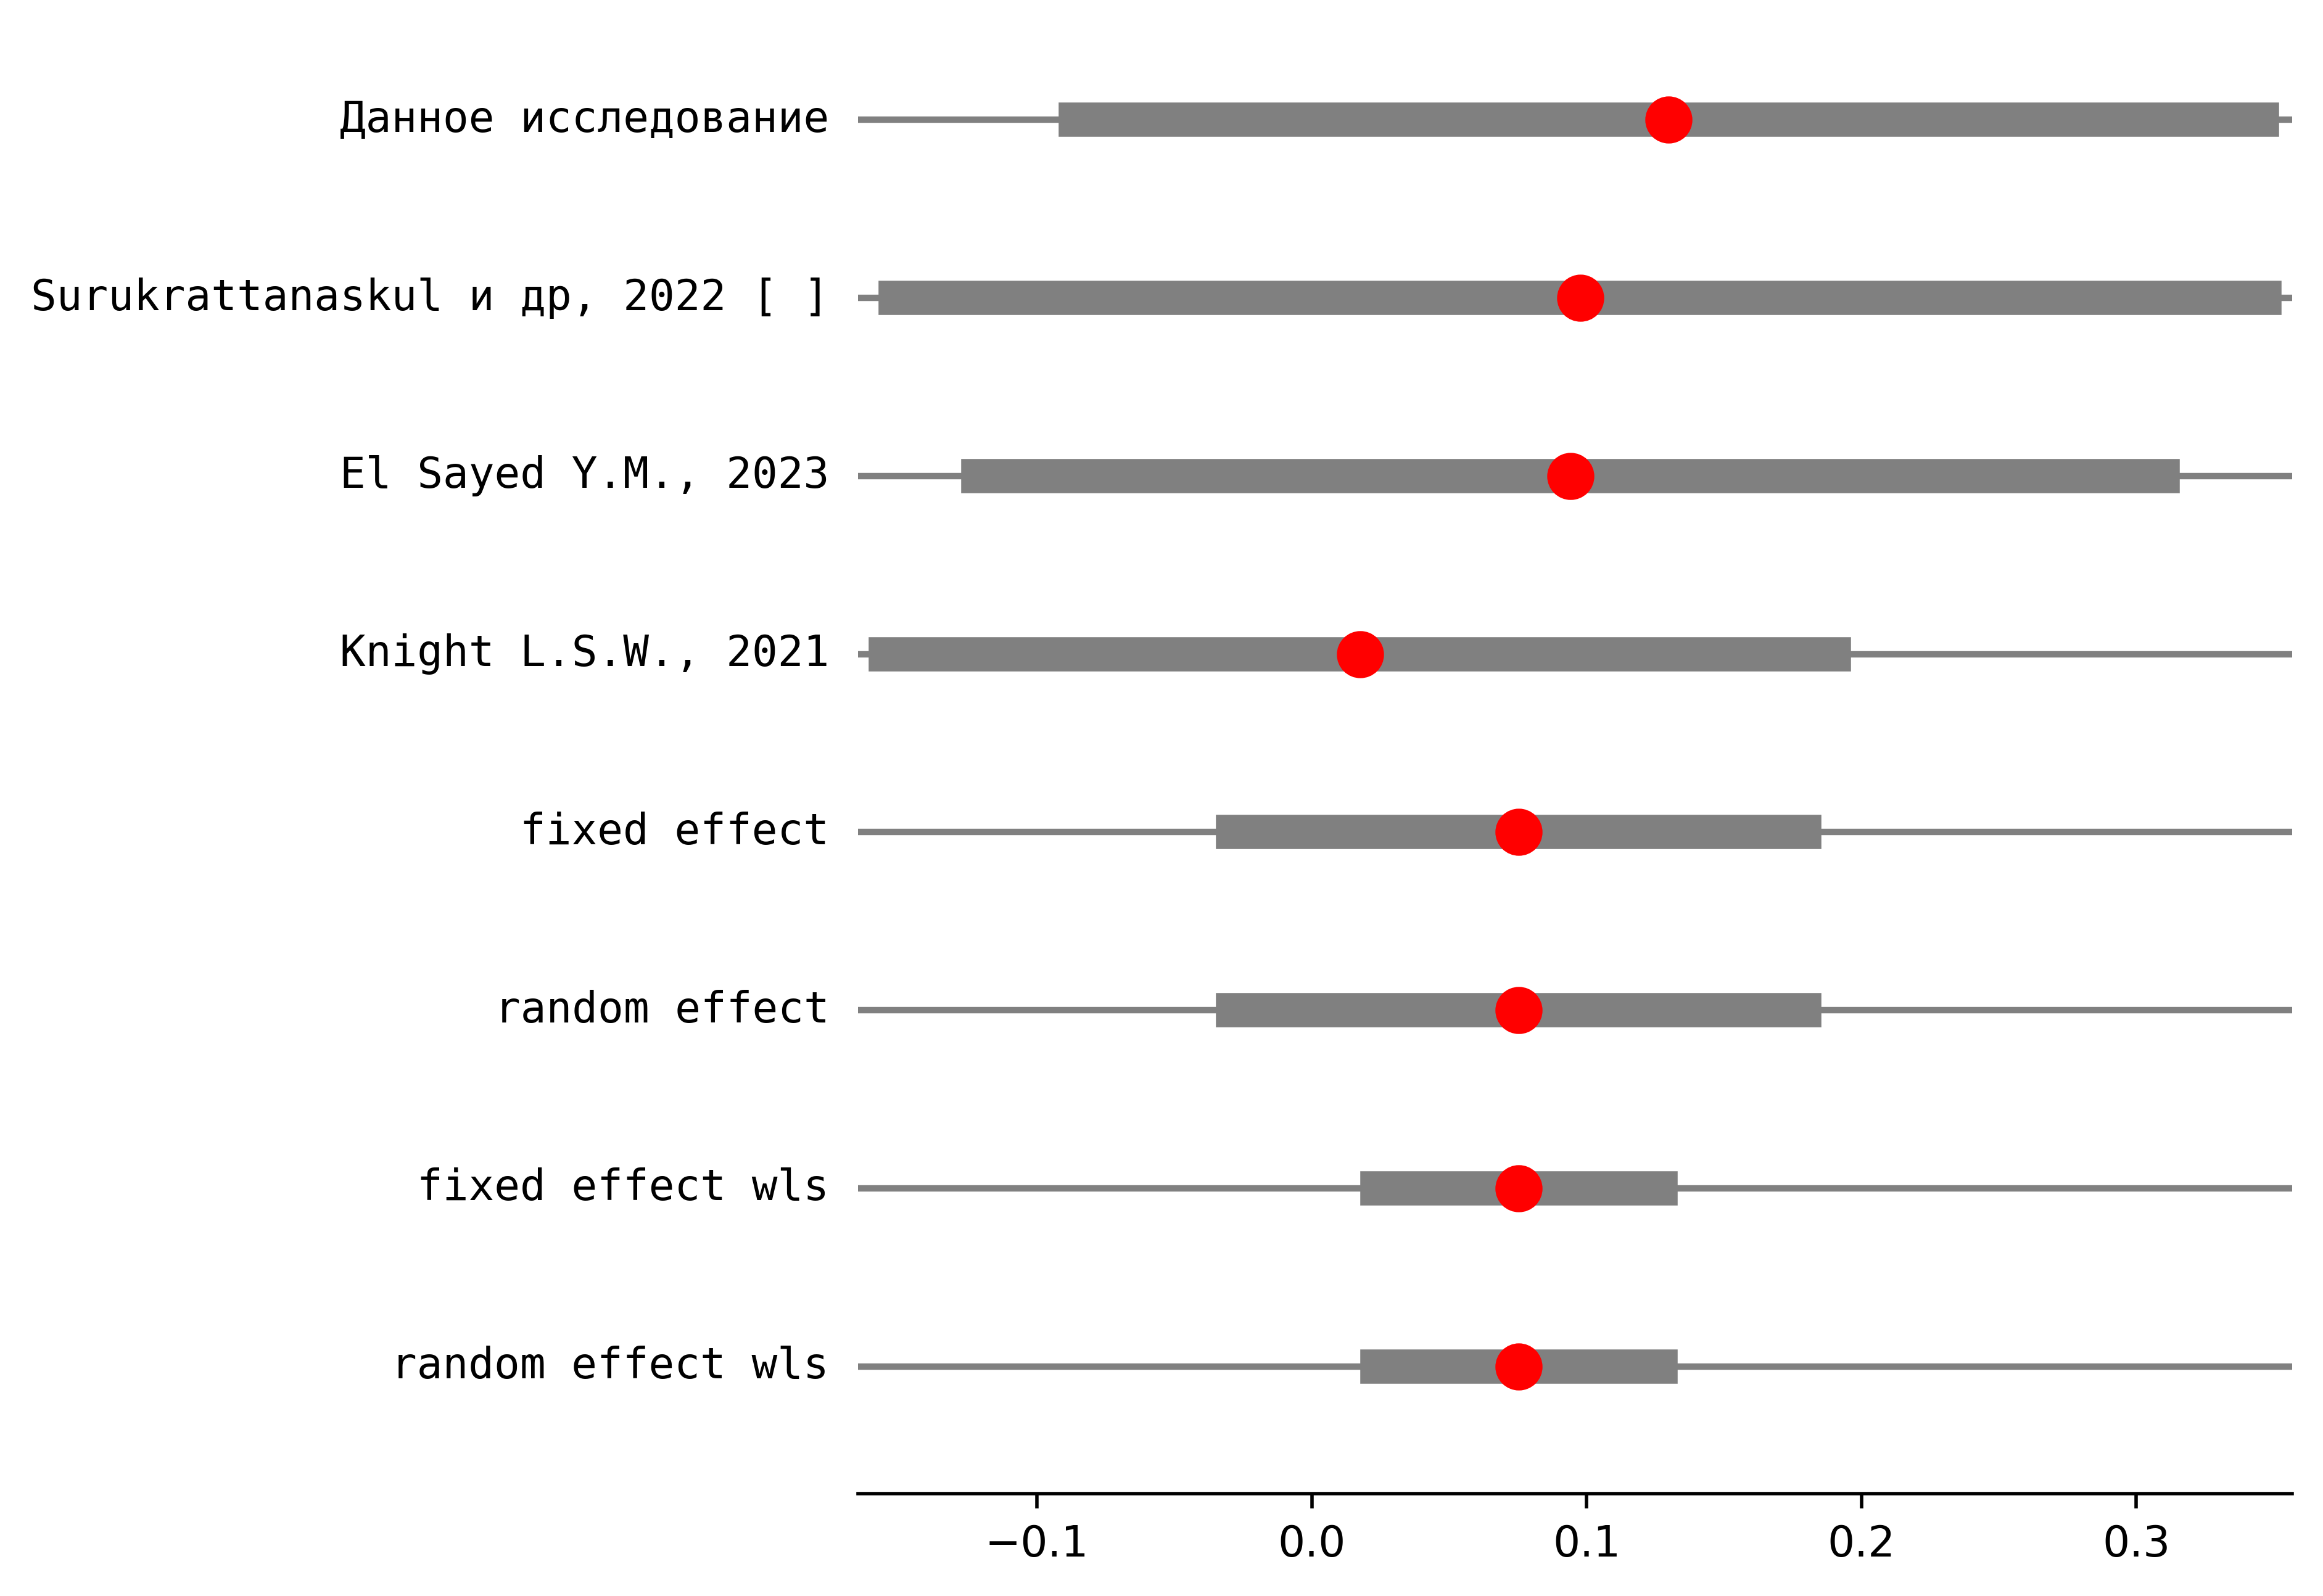 Данное исследование
Surukrattanaskul и др, 2022 [ ]
El Sayed Y.M., 2023
Knight L.S.W., 2021
fixed effect
random effect
fixed effect wls
random effect wls
−0.1 0.0 0.1 0.2 0.3